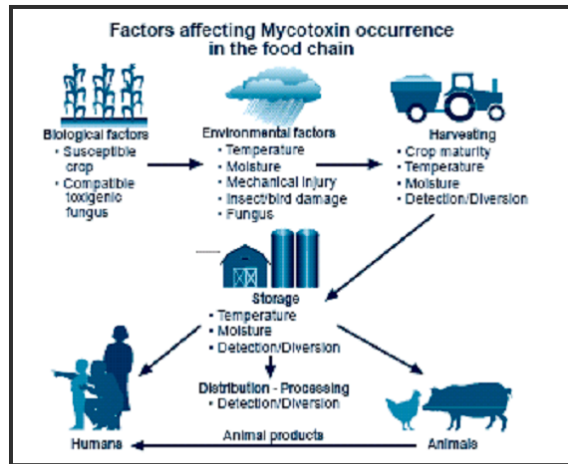 Factors affecting Mycotoxin occurrence
in the food chain
Biological factors
• Susceptible
crop
• Compatible
toxigenic
fungus
Environmental factors
• Temperature
• Moisture
• Mechanical injury
• Insect/bird damage
• Fungus
Harvesting
• Crop maturity
• Temperature
• Moisture
• Detection/Diversion
Storage
• Temperature
• Moisture
• Detection/Diversion
Distribution - Processing
• Detection/Diversion
Humans
Animal products
Animals